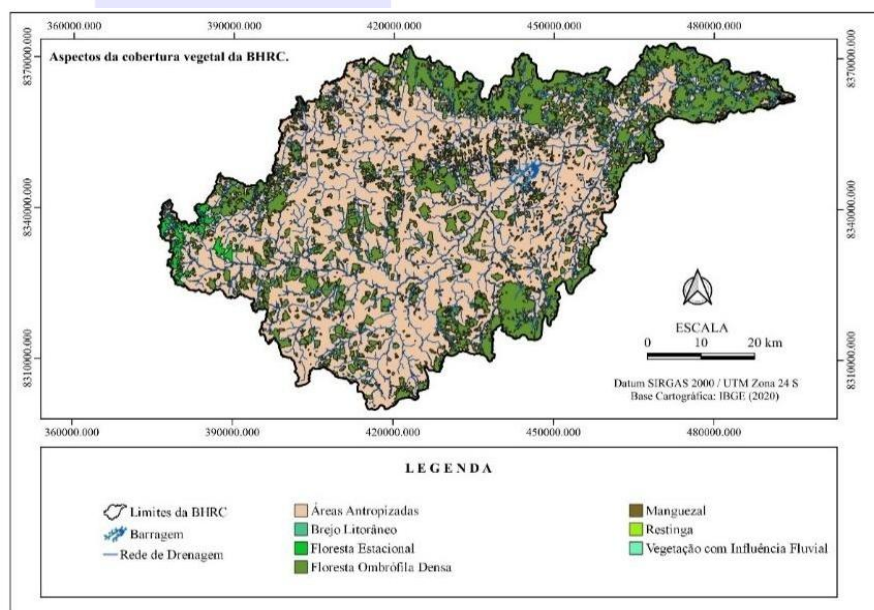 360000.000 390000.000 420000.000 450000.000 480000.000
Aspectos da cobertura vegetal da BHRC.
8370000.000 8370000.000
8340000.000 8340000.000
8310000.000 8310000.000
ESCALA
0 10 20 km
Datum SIRGAS 2000 / UTM Zona 24 S
Base Cartográfica: IBGE (2020)
360000.000 390000.000 420000.000 450000.000 480000.000
LEGENDA
Limites da BHRC
Barragem
Rede de Drenagem
Áreas Antropizadas
Brejo Litorâneo
Floresta Estacional
Floresta Ombrófila Densa
Manguezal
Restinga
Vegetação com Influência Fluvial